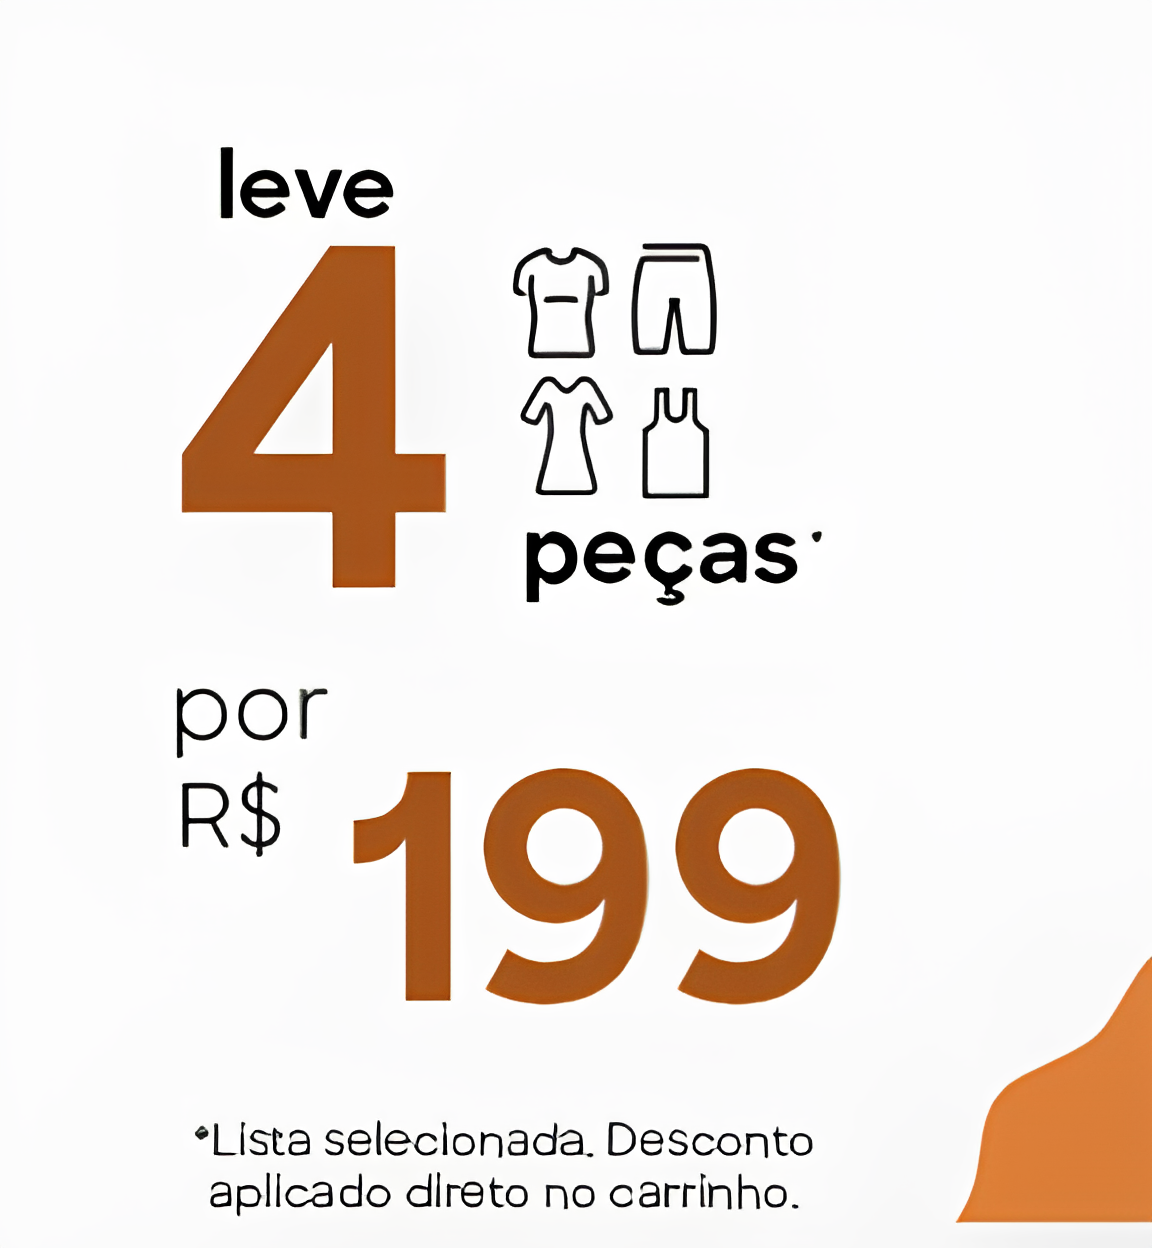 leve
4
peças*
por
R$ 199
*Lista selecionada. Desconto
aplicado direto no carrinho.